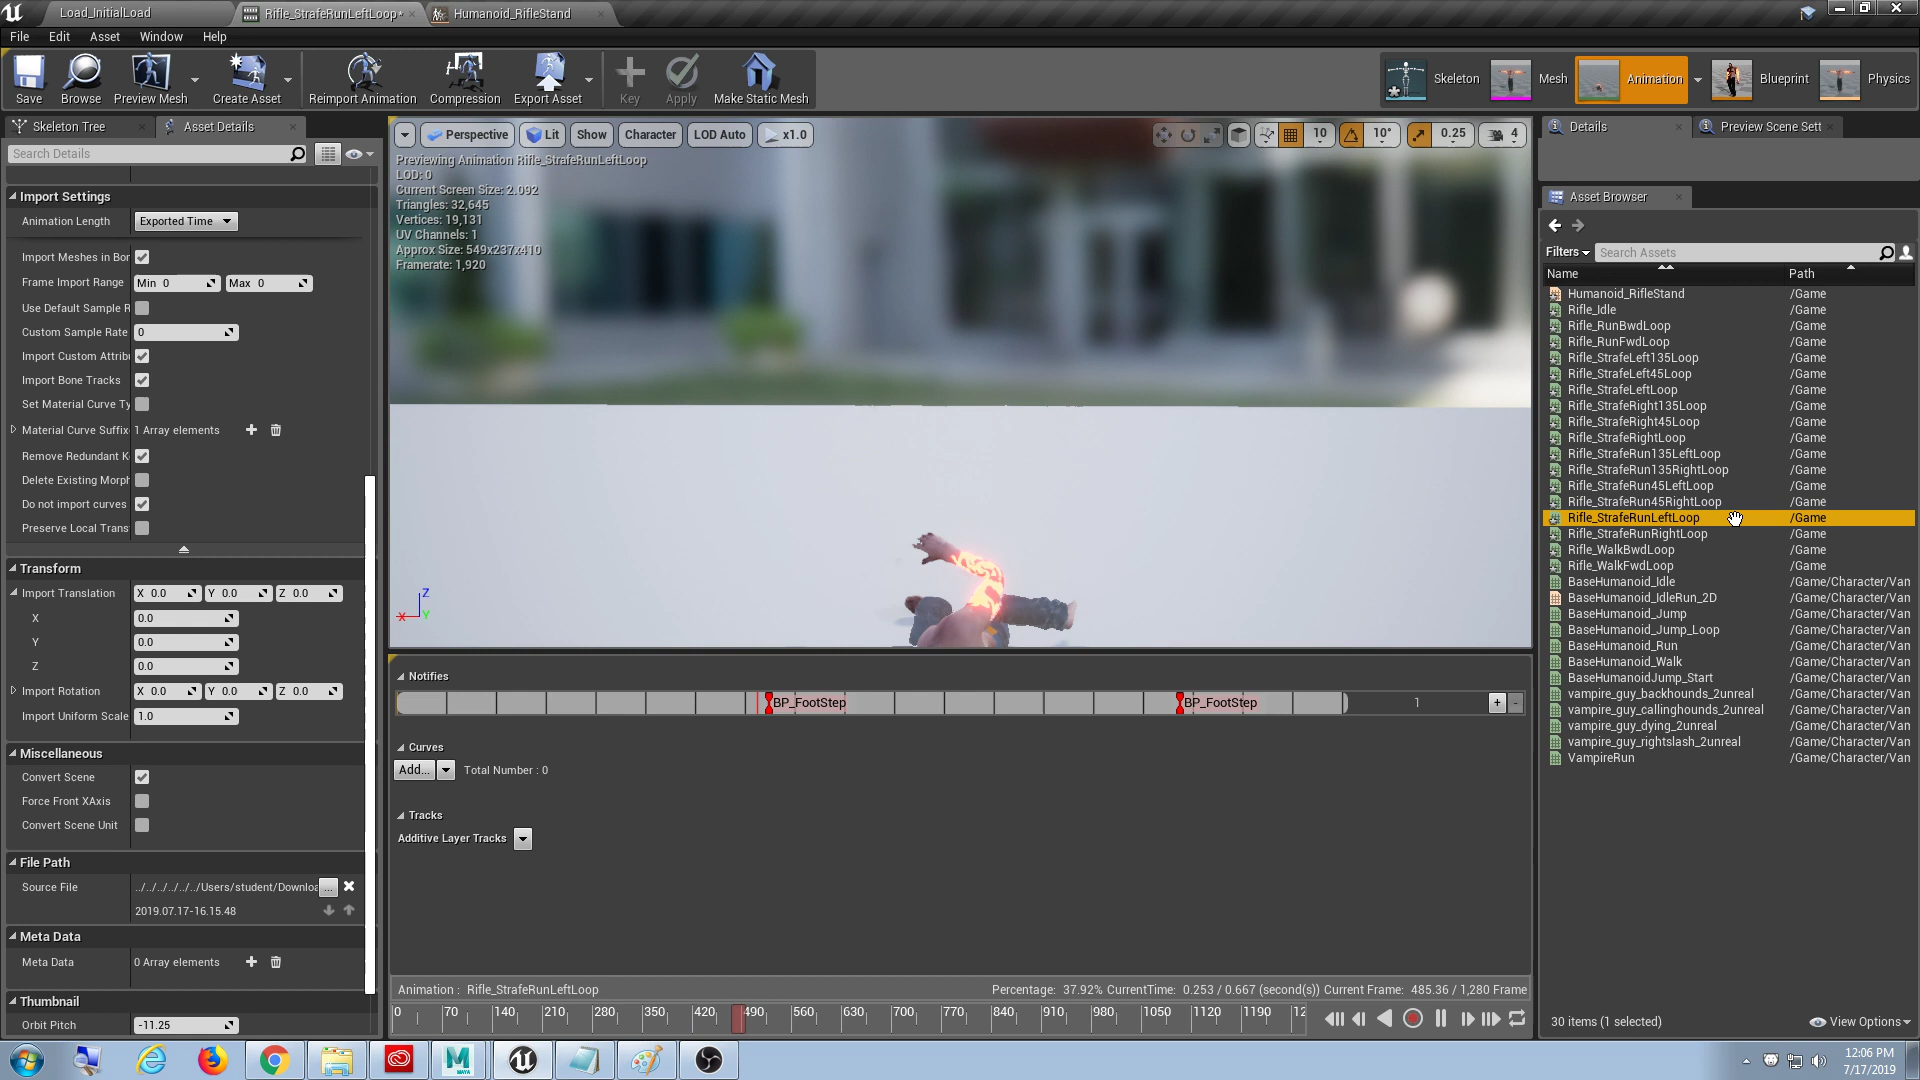 Load_InitialLoad
Rifle_StrafeRunLeftLoop*
Humanoid_RifleStand
File Edit Asset Window Help
Save Browse Preview Mesh Create Asset Reimport Animation Compression Export Asset Key Apply Make Static Mesh
Skeleton Mesh Animation Blueprint Physics
Skeleton Tree Asset Details
Search Details
Import Settings
Animation Length Exported Time
Import Meshes in Bor
Frame Import Range Min 0 Max 0
Use Default Sample R
Custom Sample Rate 0
Import Custom Attrib
Import Bone Tracks
Set Material Curve Ty
Material Curve Suffix 1 Array elements
Remove Redundant K
Delete Existing Morph
Do not import curves
Preserve Local Trans
Transform
Import Translation X 0.0 Y 0.0 Z 0.0
X 0.0
Y 0.0
Z 0.0
Import Rotation X 0.0 Y 0.0 Z 0.0
Import Uniform Scale 1.0
Miscellaneous
Convert Scene
Force Front XAxis
Convert Scene Unit
File Path
Source File ../../../../../../Users/student/Downloa ...
2019.07.17-16.15.48
Meta Data
Meta Data 0 Array elements
Thumbnail
Orbit Pitch -11.25
Perspective Lit Show Character LOD Auto x1.0
10 10° 0.25 4
Previewing Animation Rifle_StrafeRunLeftLoop
LOD: 0
Current Screen Size: 2.092
Triangles: 32,645
Vertices: 19,131
UV Channels: 1
Approx Size: 549x237x410
Framerate: 1,920
Z
X Y
Notifies
BP_FootStep BP_FootStep 1 + -
Curves
Add... Total Number : 0
Tracks
Additive Layer Tracks
Animation : Rifle_StrafeRunLeftLoop Percentage: 37.92% CurrentTime: 0.253 / 0.667 (second(s)) Current Frame: 485.36 / 1,280 Frame
0 70 140 210 280 350 420 490 560 630 700 770 840 910 980 1050 1120 1190 12
Details Preview Scene Sett
Asset Browser
Filters Search Assets
Name Path
Humanoid_RifleStand /Game
Rifle_Idle /Game
Rifle_RunBwdLoop /Game
Rifle_RunFwdLoop /Game
Rifle_StrafeLeft135Loop /Game
Rifle_StrafeLeft45Loop /Game
Rifle_StrafeLeftLoop /Game
Rifle_StrafeRight135Loop /Game
Rifle_StrafeRight45Loop /Game
Rifle_StrafeRightLoop /Game
Rifle_StrafeRun135LeftLoop /Game
Rifle_StrafeRun135RightLoop /Game
Rifle_StrafeRun45LeftLoop /Game
Rifle_StrafeRun45RightLoop /Game
Rifle_StrafeRunLeftLoop /Game
Rifle_StrafeRunRightLoop /Game
Rifle_WalkBwdLoop /Game
Rifle_WalkFwdLoop /Game
BaseHumanoid_Idle /Game/Character/Van
BaseHumanoid_IdleRun_2D /Game/Character/Van
BaseHumanoid_Jump /Game/Character/Van
BaseHumanoid_Jump_Loop /Game/Character/Van
BaseHumanoid_Run /Game/Character/Van
BaseHumanoid_Walk /Game/Character/Van
BaseHumanoidJump_Start /Game/Character/Van
vampire_guy_backhounds_2unreal /Game/Character/Van
vampire_guy_callinghounds_2unreal /Game/Character/Van
vampire_guy_dying_2unreal /Game/Character/Van
vampire_guy_rightslash_2unreal /Game/Character/Van
VampireRun /Game/Character/Van
30 items (1 selected) View Options
12:06 PM
7/17/2019